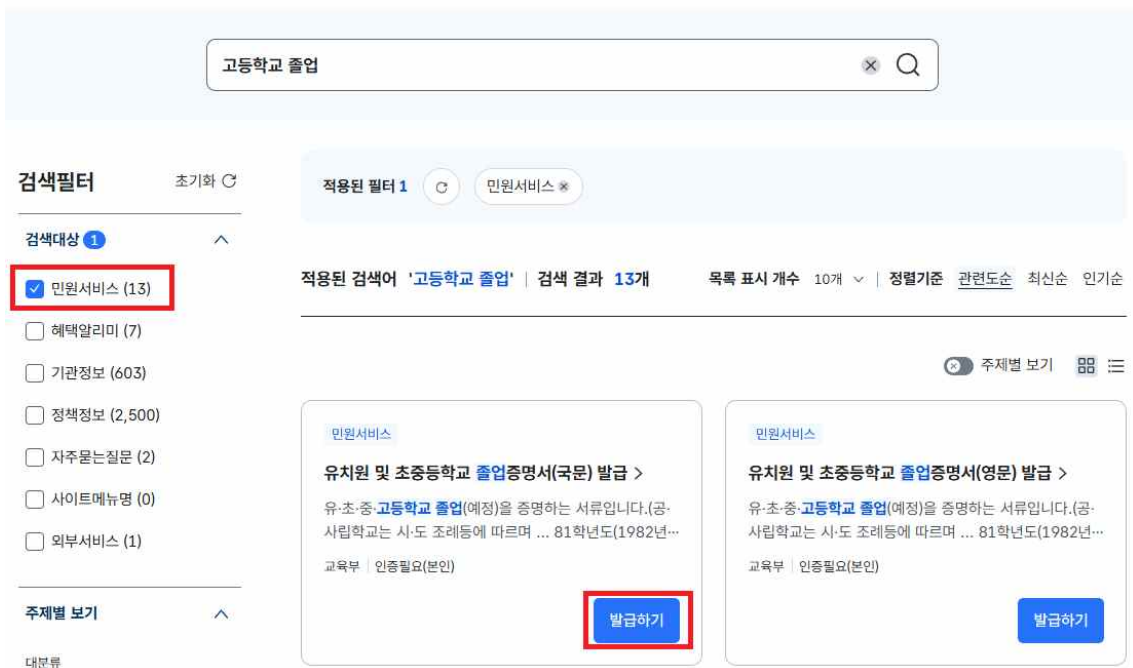 고등학교 졸업
검색필터
초기화
검색대상 1
민원서비스 (13)
혜택알리미 (7)
기관정보 (603)
정책정보 (2,500)
자주묻는질문 (2)
사이트메뉴명 (0)
외부서비스 (1)
주제별 보기
대분류
적용된 필터 1 민원서비스
적용된 검색어 '고등학교 졸업' | 검색 결과 13개
목록 표시 개수 10개 | 정렬기준 관련도순 최신순 인기순
주제별 보기
민원서비스
유치원 및 초중등학교 졸업증명서(국문) 발급 >
유·초·중·고등학교 졸업(예정)을 증명하는 서류입니다.(공·
사립학교는 시·도 조례등에 따르며 ... 81학년도(1982년…
교육부 | 인증필요(본인)
발급하기
민원서비스
유치원 및 초중등학교 졸업증명서(영문) 발급 >
유·초·중·고등학교 졸업(예정)을 증명하는 서류입니다.(공·
사립학교는 시·도 조례등에 따르며 ... 81학년도(1982년…
교육부 | 인증필요(본인)
발급하기